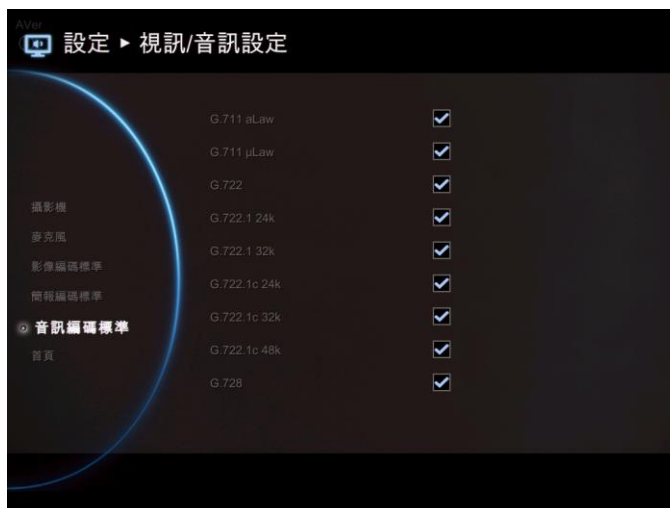 AVer
設定 ▸ 視訊/音訊設定
攝影機
麥克風
影像編碼標準
簡報編碼標準
音訊編碼標準
首頁
G.711 aLaw
G.711 μLaw
G.722
G.722.1 24k
G.722.1 32k
G.722.1c 24k
G.722.1c 32k
G.722.1c 48k
G.728